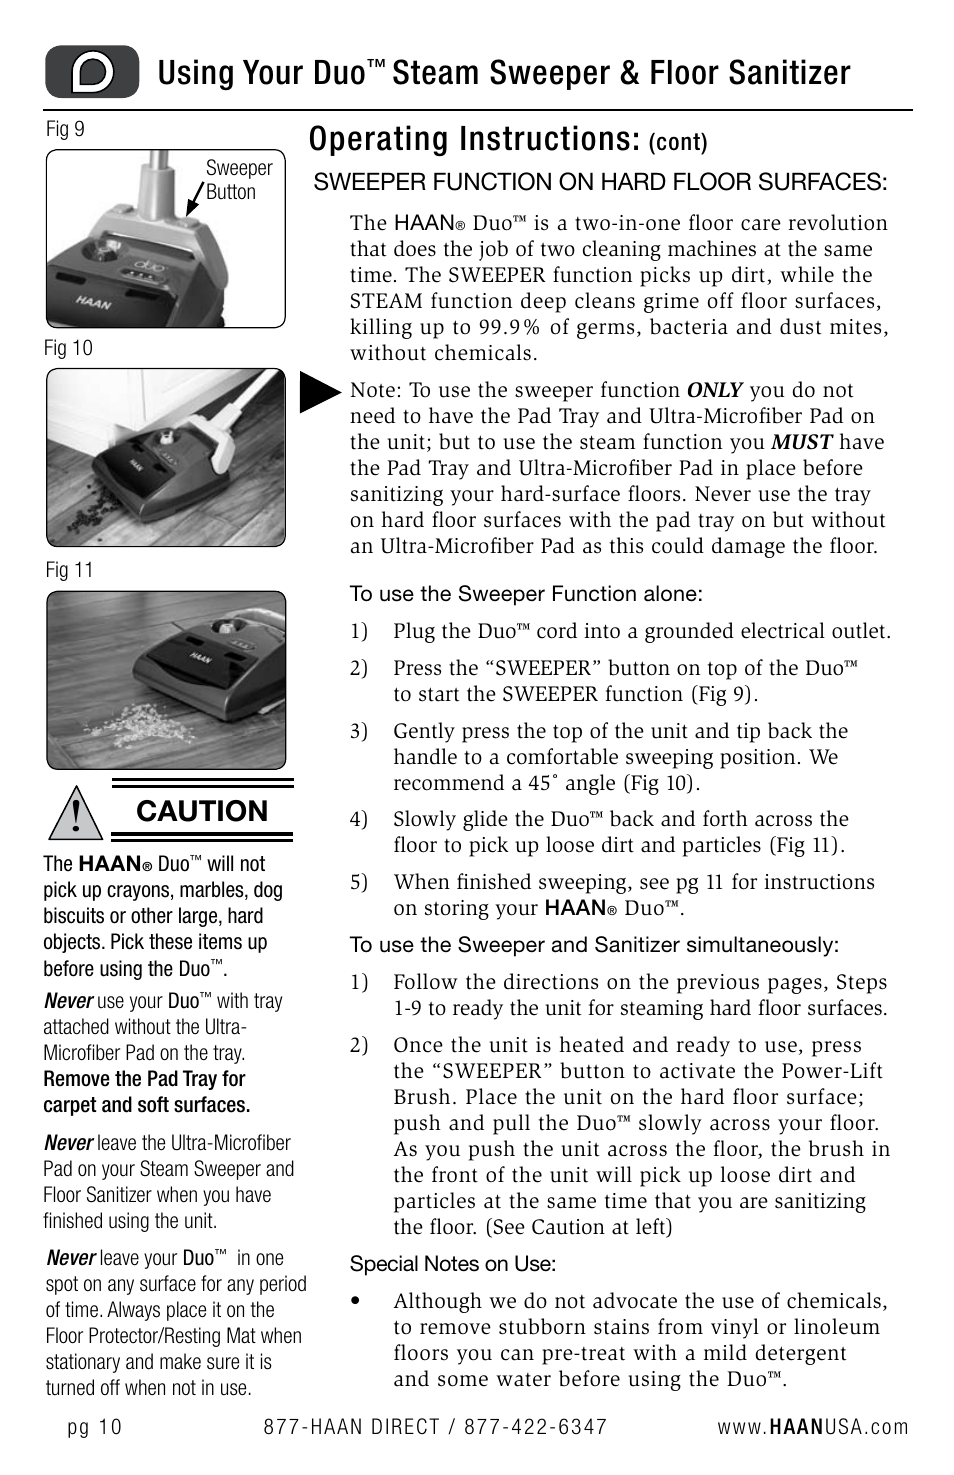 Using Your Duo™ Steam Sweeper & Floor Sanitizer
Fig 9
Sweeper
Button
duo
HAAN
Fig 10
HAAN
Fig 11
HAAN
CAUTION
The HAAN® Duo™ will not
pick up crayons, marbles, dog
biscuits or other large, hard
objects. Pick these items up
before using the Duo™.
Never use your Duo™ with tray
attached without the Ultra-
Microfiber Pad on the tray.
Remove the Pad Tray for
carpet and soft surfaces.
Never leave the Ultra-Microfiber
Pad on your Steam Sweeper and
Floor Sanitizer when you have
finished using the unit.
Never leave your Duo™ in one
spot on any surface for any period
of time. Always place it on the
Floor Protector/Resting Mat when
stationary and make sure it is
turned off when not in use.
Operating Instructions: (cont)
SWEEPER FUNCTION ON HARD FLOOR SURFACES:
The HAAN® Duo™ is a two-in-one floor care revolution
that does the job of two cleaning machines at the same
time. The SWEEPER function picks up dirt, while the
STEAM function deep cleans grime off floor surfaces,
killing up to 99.9% of germs, bacteria and dust mites,
without chemicals.
Note: To use the sweeper function ONLY you do not
need to have the Pad Tray and Ultra-Microfiber Pad on
the unit; but to use the steam function you MUST have
the Pad Tray and Ultra-Microfiber Pad in place before
sanitizing your hard-surface floors. Never use the tray
on hard floor surfaces with the pad tray on but without
an Ultra-Microfiber Pad as this could damage the floor.
To use the Sweeper Function alone:
1) Plug the Duo™ cord into a grounded electrical outlet.
2) Press the “SWEEPER” button on top of the Duo™
to start the SWEEPER function (Fig 9).
3) Gently press the top of the unit and tip back the
handle to a comfortable sweeping position. We
recommend a 45˚ angle (Fig 10).
4) Slowly glide the Duo™ back and forth across the
floor to pick up loose dirt and particles (Fig 11).
5) When finished sweeping, see pg 11 for instructions
on storing your HAAN® Duo™.
To use the Sweeper and Sanitizer simultaneously:
1) Follow the directions on the previous pages, Steps
1-9 to ready the unit for steaming hard floor surfaces.
2) Once the unit is heated and ready to use, press
the “SWEEPER” button to activate the Power-Lift
Brush. Place the unit on the hard floor surface;
push and pull the Duo™ slowly across your floor.
As you push the unit across the floor, the brush in
the front of the unit will pick up loose dirt and
particles at the same time that you are sanitizing
the floor. (See Caution at left)
Special Notes on Use:
• Although we do not advocate the use of chemicals,
to remove stubborn stains from vinyl or linoleum
floors you can pre-treat with a mild detergent
and some water before using the Duo™.
pg 10
877-HAAN DIRECT / 877-422-6347
www.HAANUSA.com